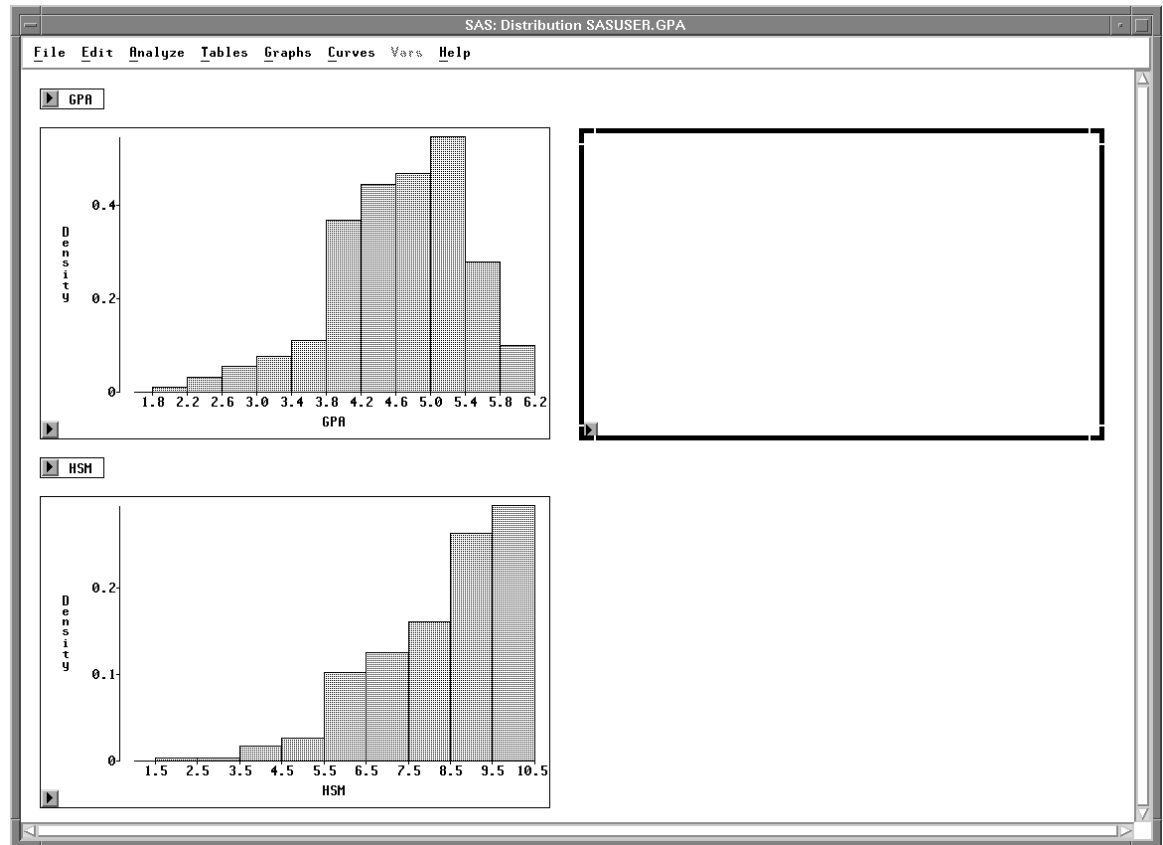 SAS: Distribution SASUSER.GPA
File Edit Analyze Tables Graphs Curves Vars Help
GPA
Density
0.4
0.2
0
1.8 2.2 2.6 3.0 3.4 3.8 4.2 4.6 5.0 5.4 5.8 6.2
GPA
HSM
Density
0.2
0.1
0
1.5 2.5 3.5 4.5 5.5 6.5 7.5 8.5 9.5 10.5
HSM